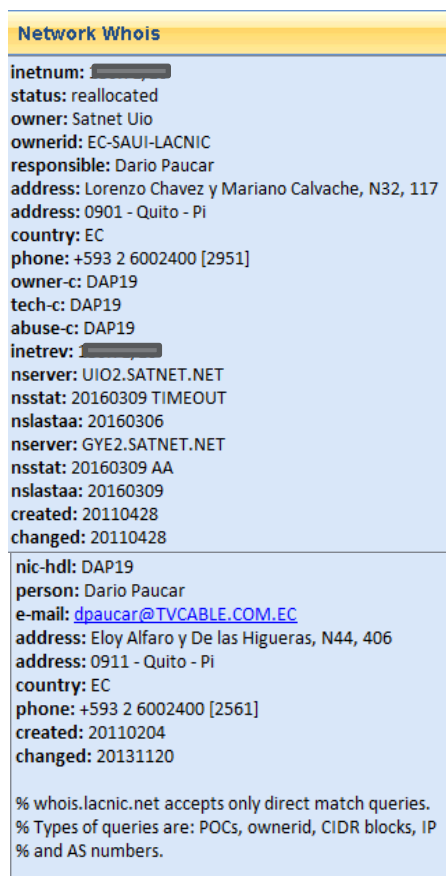 Network Whois
inetnum:
status: reallocated
owner: Satnet Uio
ownerid: EC-SAUI-LACNIC
responsible: Dario Paucar
address: Lorenzo Chavez y Mariano Calvache, N32, 117
address: 0901 - Quito - Pi
country: EC
phone: +593 2 6002400 [2951]
owner-c: DAP19
tech-c: DAP19
abuse-c: DAP19
inetrev:
nserver: UIO2.SATNET.NET
nsstat: 20160309 TIMEOUT
nslastaa: 20160306
nserver: GYE2.SATNET.NET
nsstat: 20160309 AA
nslastaa: 20160309
created: 20110428
changed: 20110428
nic-hdl: DAP19
person: Dario Paucar
e-mail: dpaucar@TVCABLE.COM.EC
address: Eloy Alfaro y De las Higueras, N44, 406
address: 0911 - Quito - Pi
country: EC
phone: +593 2 6002400 [2561]
created: 20110204
changed: 20131120
% whois.lacnic.net accepts only direct match queries.
% Types of queries are: POCs, ownerid, CIDR blocks, IP
% and AS numbers.